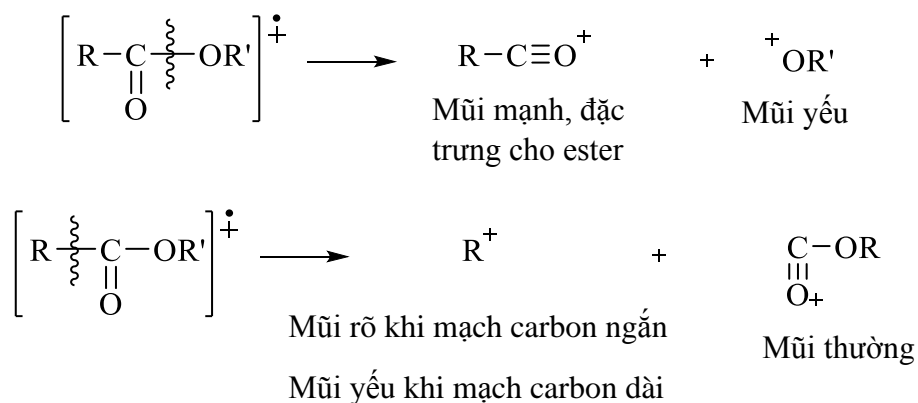 [R-C(=O)-OR']•+ → R-C≡O+ + +OR'
Mũi mạnh, đặc
trưng cho ester
Mũi yếu
[R-C(=O)-OR']•+ → R+ + C(≡O+)-OR
Mũi rõ khi mạch carbon ngắn
Mũi yếu khi mạch carbon dài
Mũi thường